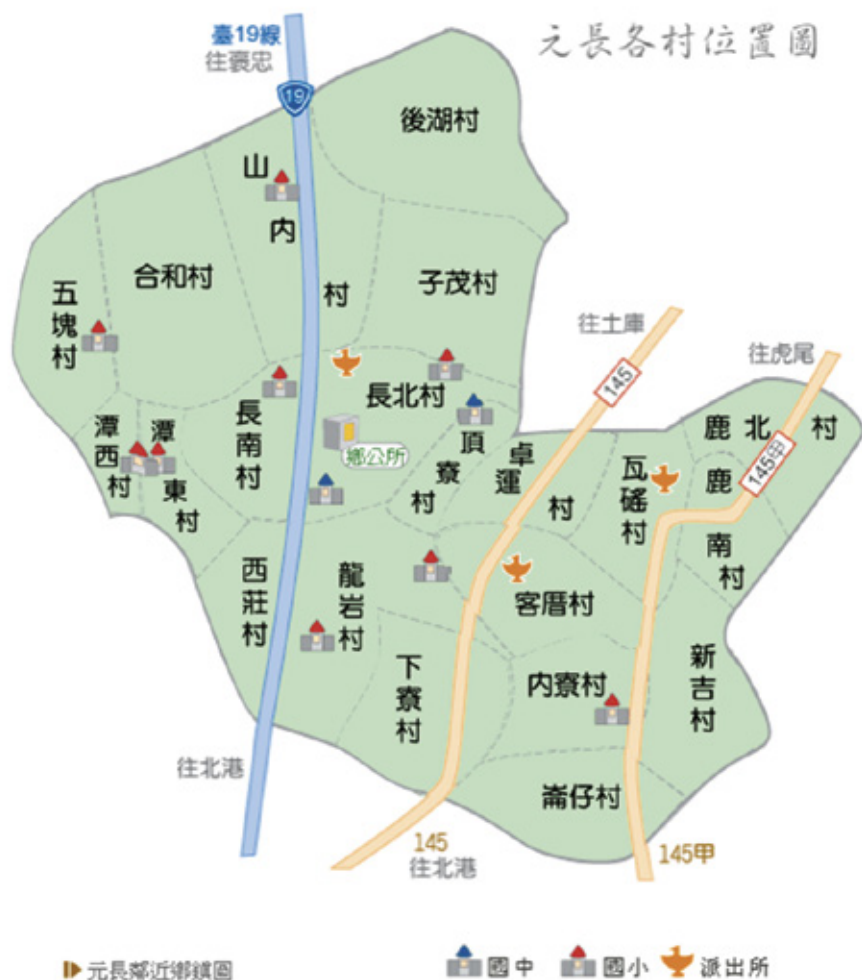 元長各村位置圖
臺19線
往褒忠
19
後湖村
山內村
合和村
子茂村
五塊村
往土庫
145
往虎尾
145甲
長北村
長南村
鄉公所
潭西村
潭東村
頂寮村
卓運村
瓦磘村
鹿北村
鹿南村
西莊村
龍岩村
客厝村
下寮村
內寮村
新吉村
崙仔村
往北港
145
往北港
145甲
元長鄰近鄉鎮圖
國中
國小
派出所